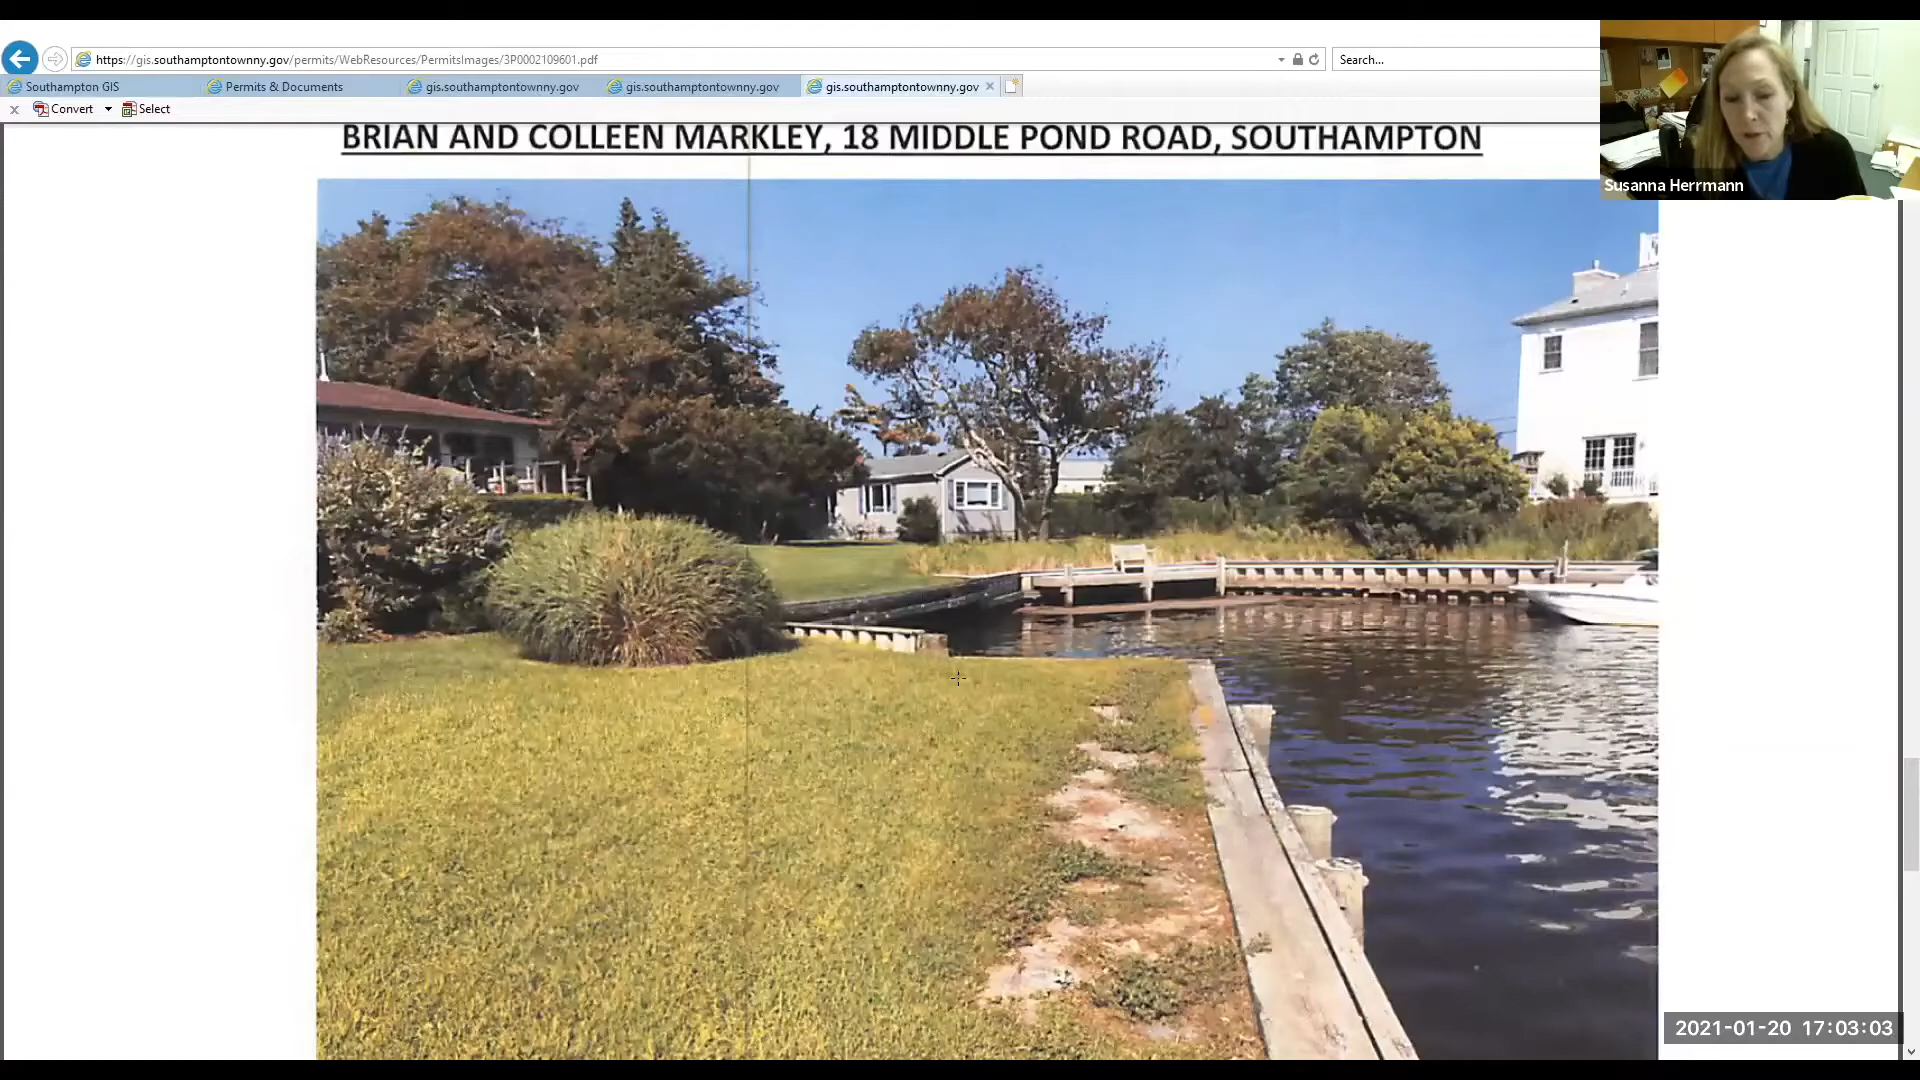 https://gis.southamptontownny.gov/permits/WebResources/PermitsImages/3P0002109601.pdf
Search...
Southampton GIS
Permits & Documents
gis.southamptontownny.gov
gis.southamptontownny.gov
gis.southamptontownny.gov
Convert
Select
BRIAN AND COLLEEN MARKLEY, 18 MIDDLE POND ROAD, SOUTHAMPTON
Susanna Herrmann
2021-01-20 17:03:03